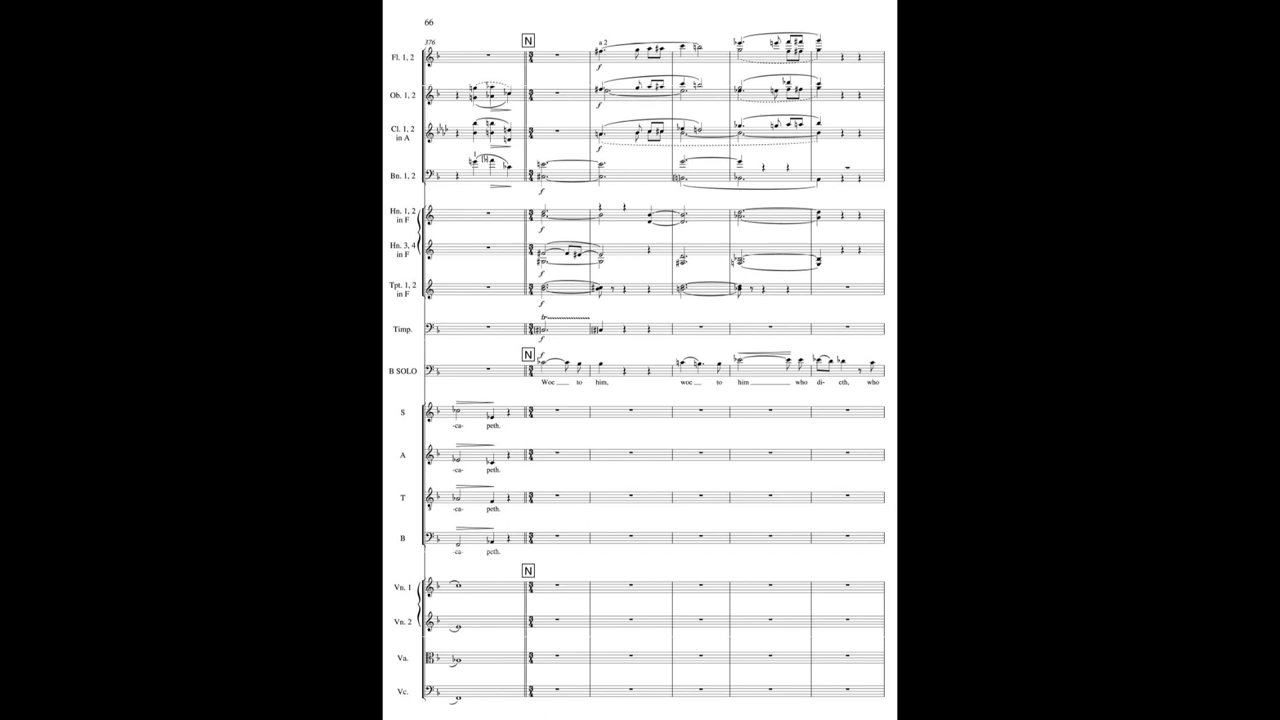 66
376
N
Fl. 1, 2
a 2
f
Ob. 1, 2
f
Cl. 1, 2
in A
f
1
Bn. 1, 2
f
Hn. 1, 2
in F
f
Hn. 3, 4
in F
f
Tpt. 1, 2
in F
f
tr
Timp.
f
N
f
B SOLO
Woe to him, woe to him who di- eth, who
S
-ca- peth.
A
-ca- peth.
T
-ca- peth.
B
-ca- peth.
N
Vn. 1
Vn. 2
Va.
Vc.